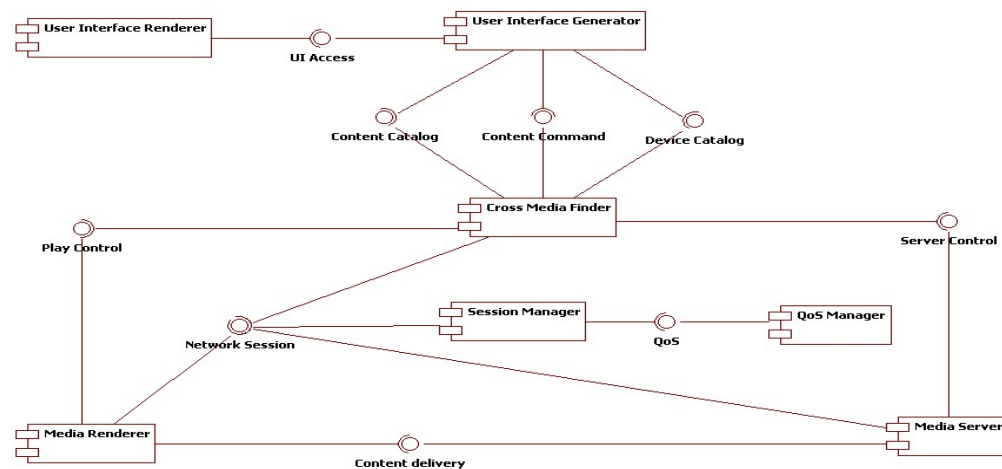 User Interface Renderer
User Interface Generator
UI Access
Content Catalog
Content Command
Device Catalog
Cross Media Finder
Play Control
Server Control
Session Manager
QoS Manager
Network Session
QoS
Media Renderer
Media Server
Content delivery